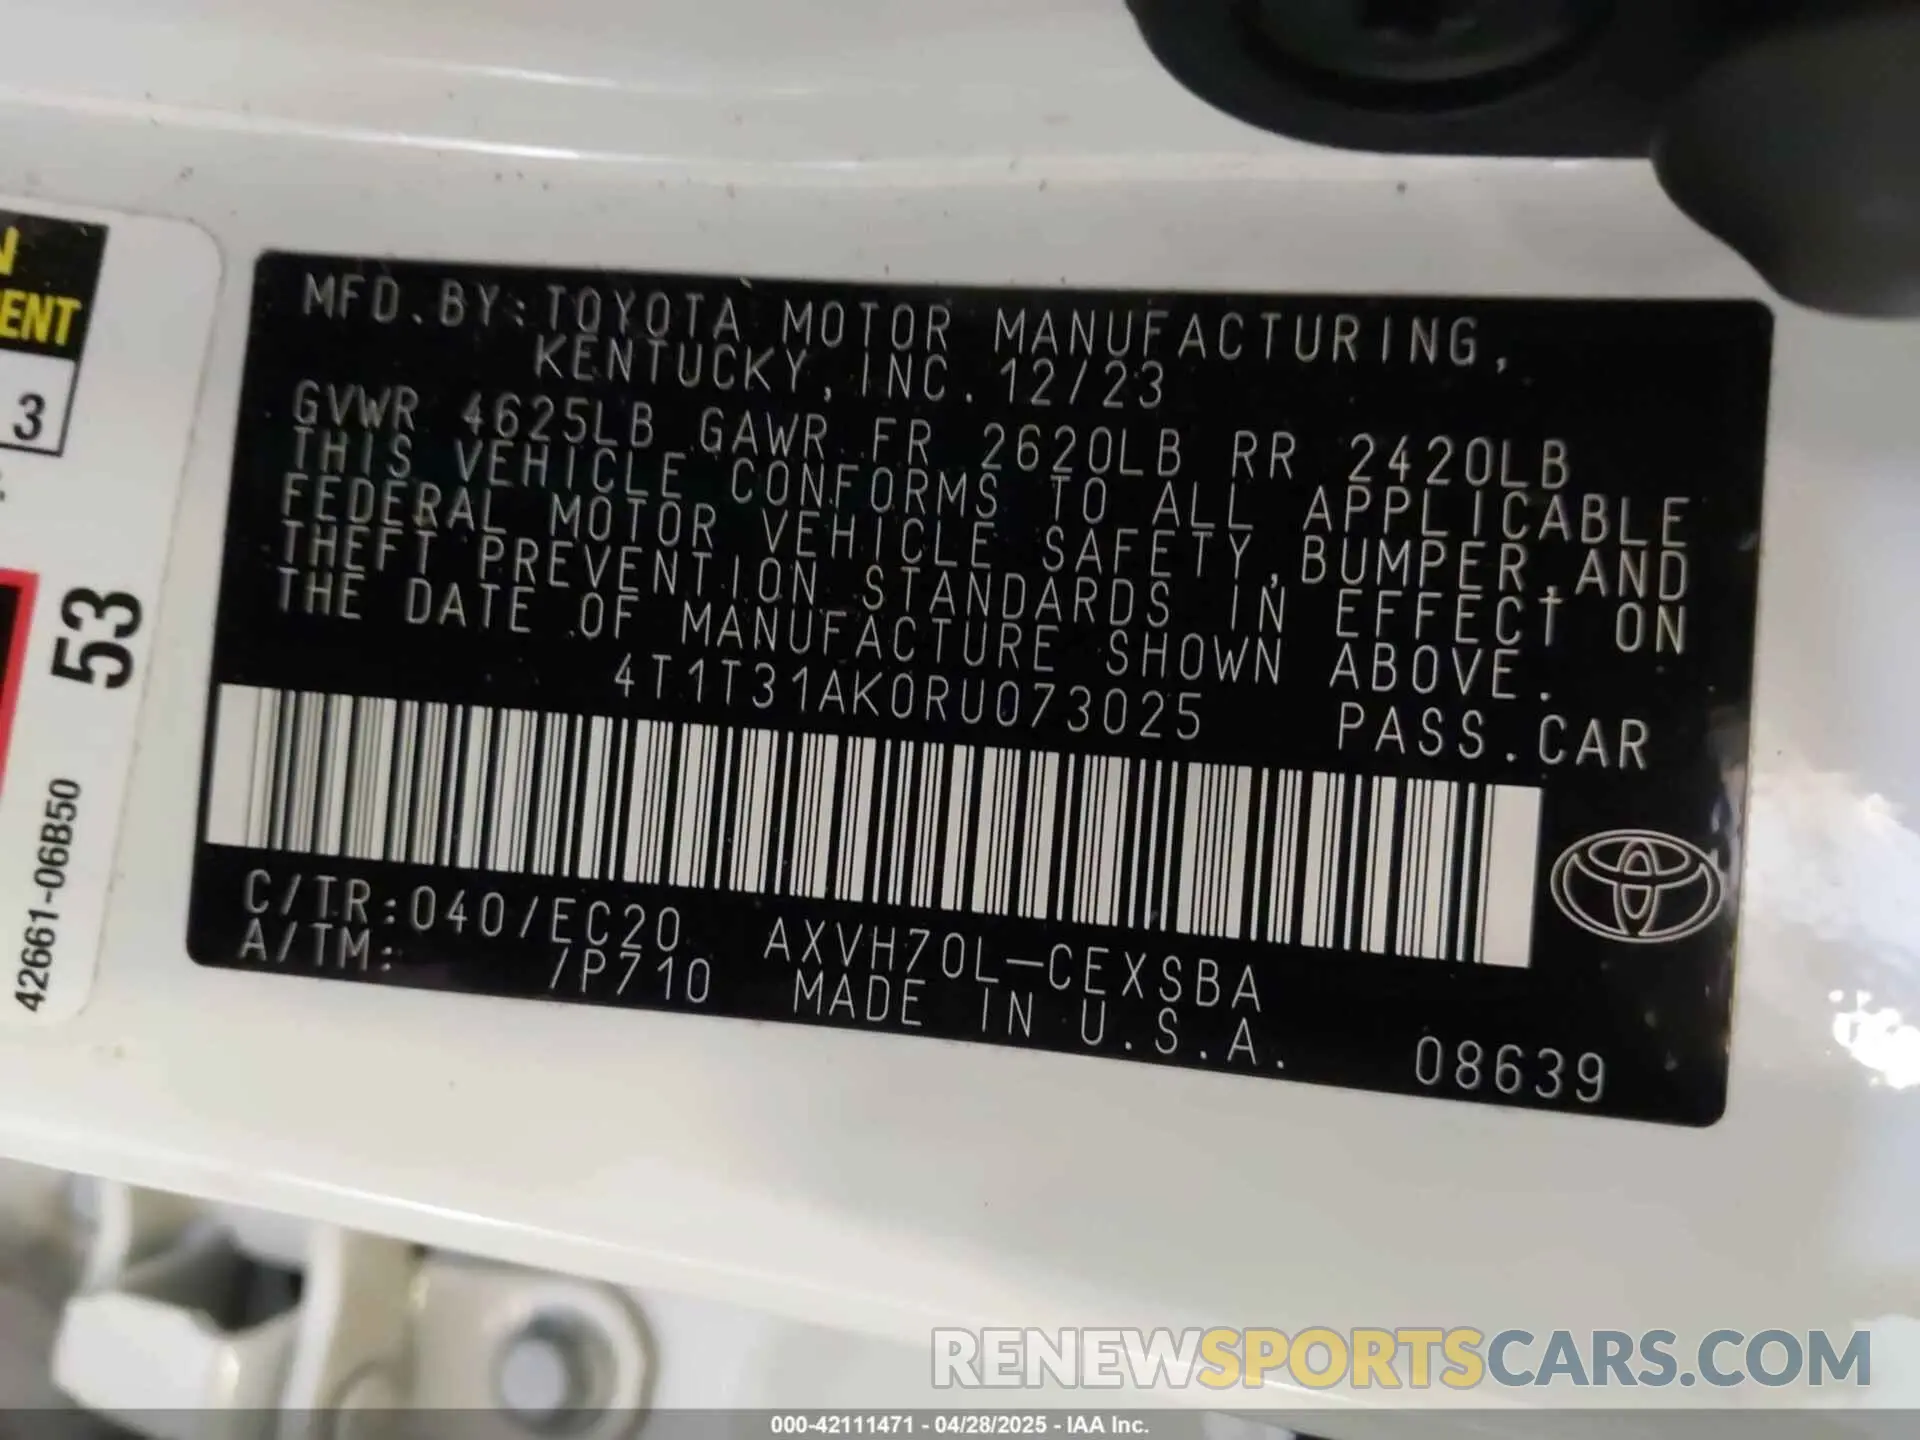 N
ENT
3
53
42661-06B50
MFD.BY:TOYOTA MOTOR MANUFACTURING,
KENTUCKY,INC. 12/23
GVWR 4625LB GAWR FR 2620LB RR 2420LB
THIS VEHICLE CONFORMS TO ALL APPLICABLE
FEDERAL MOTOR VEHICLE SAFETY,BUMPER,AND
THEFT PREVENTION STANDARDS IN EFFECT ON
THE DATE OF MANUFACTURE SHOWN ABOVE.
4T1T31AK0RU073025 PASS.CAR
C/TR:040/EC20 AXVH70L-CEXSBA
A/TM: /P710 MADE IN U.S.A. 08639
RENEWSPORTSCARS.COM
000-42111471 - 04/28/2025 - IAA Inc.